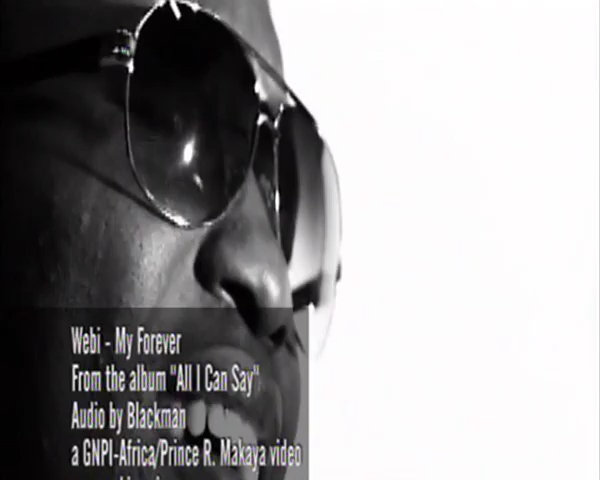 Webi - My Forever
From the album "All I Can Say"
Audio by Blackman
a GNPI-Africa/Prince R. Makaya video